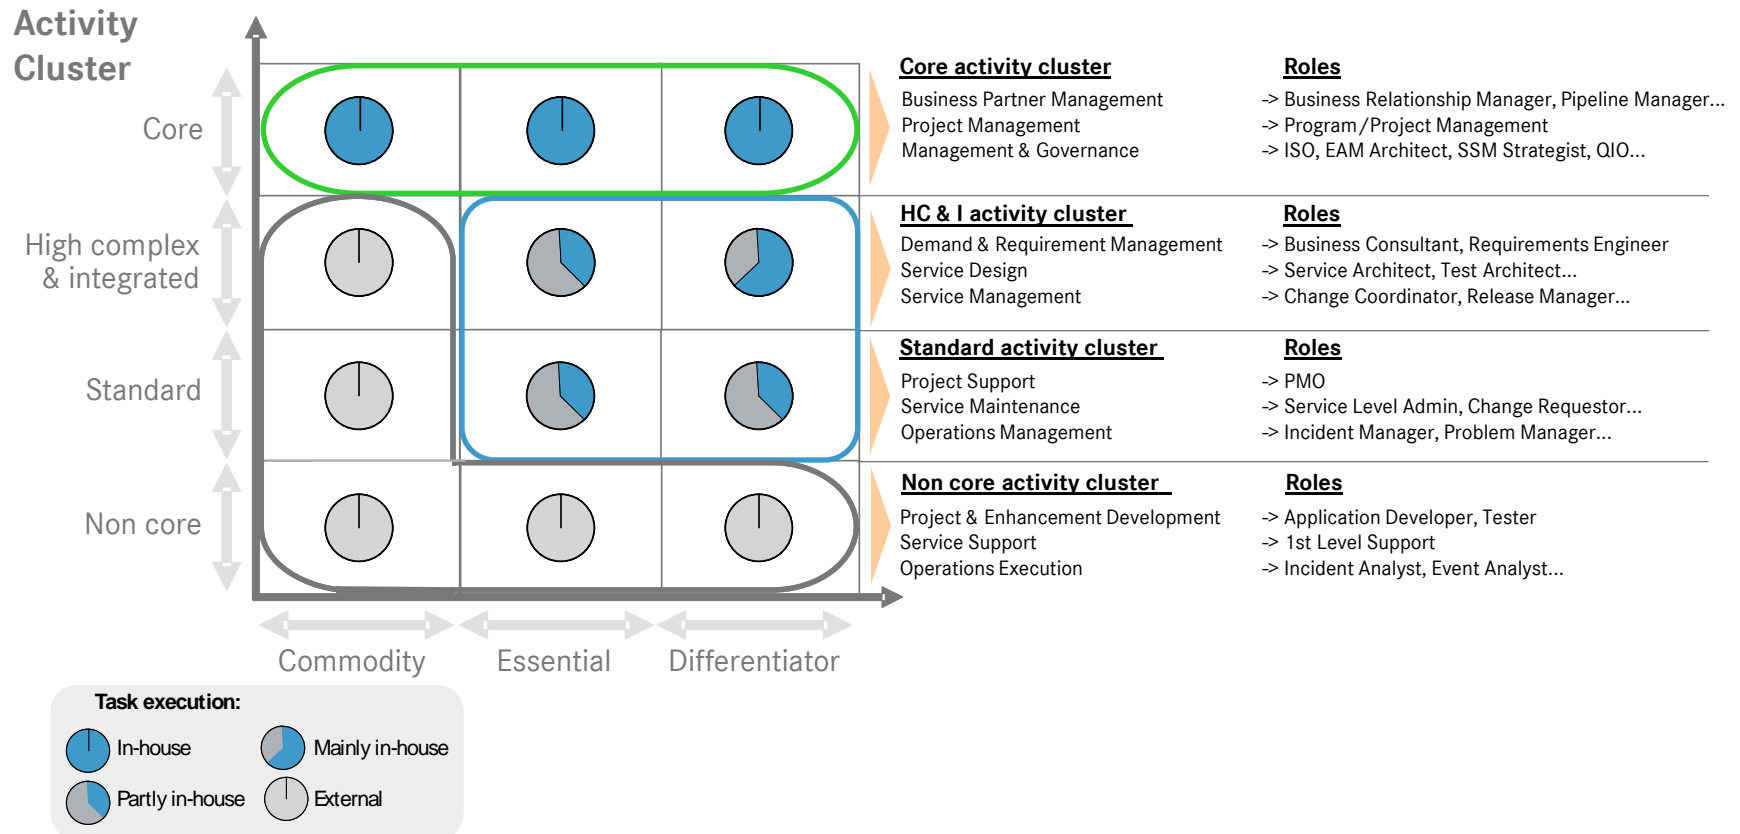 Activity
Cluster
Core
High complex
& integrated
Standard
Non core
Commodity
Essential
Differentiator
Core activity cluster
Roles
Business Partner Management
-> Business Relationship Manager, Pipeline Manager...
Project Management
-> Program/Project Management
Management & Governance
-> ISO, EAM Architect, SSM Strategist, QIO...
HC & I activity cluster
Roles
Demand & Requirement Management
-> Business Consultant, Requirements Engineer
Service Design
-> Service Architect, Test Architect...
Service Management
-> Change Coordinator, Release Manager...
Standard activity cluster
Roles
Project Support
-> PMO
Service Maintenance
-> Service Level Admin, Change Requestor...
Operations Management
-> Incident Manager, Problem Manager...
Non core activity cluster
Roles
Project & Enhancement Development
-> Application Developer, Tester
Service Support
-> 1st Level Support
Operations Execution
-> Incident Analyst, Event Analyst...
Task execution:
In-house
Mainly in-house
Partly in-house
External